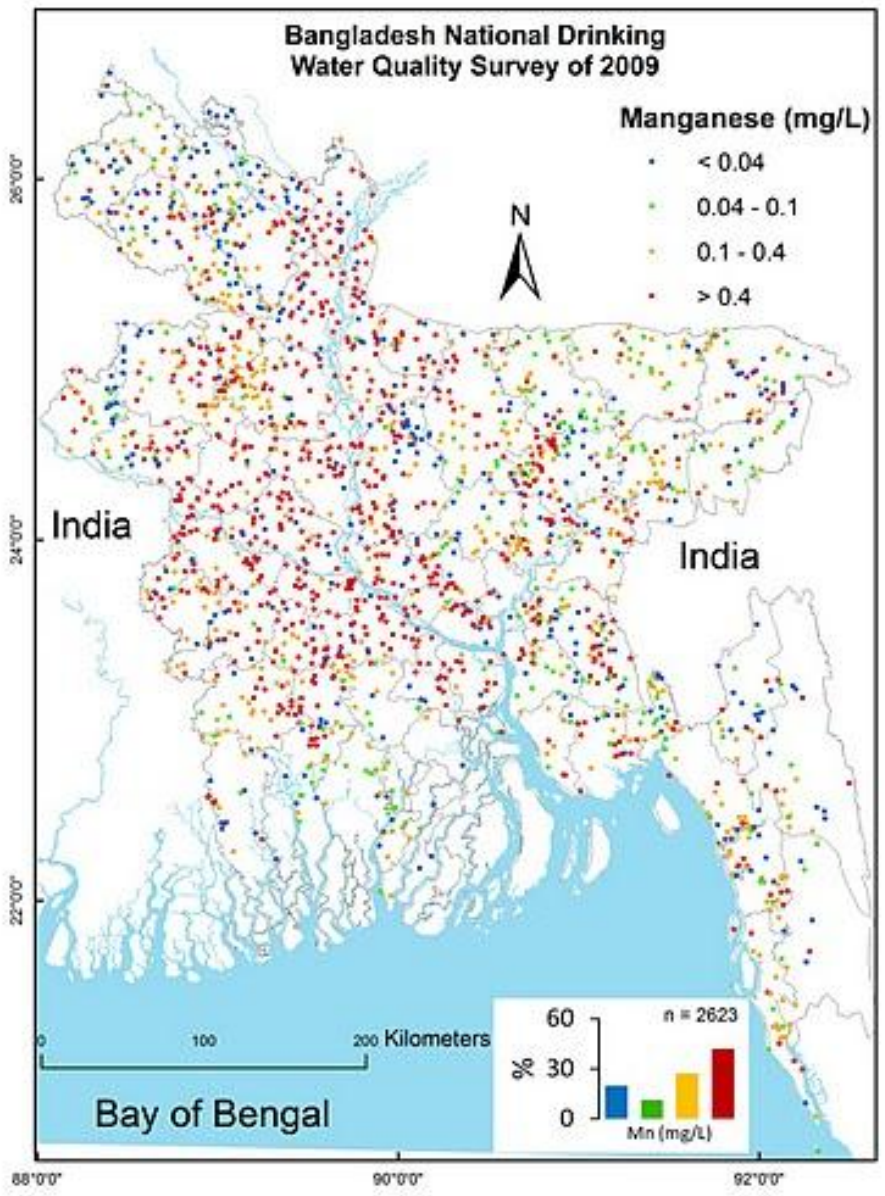 Bangladesh National Drinking
Water Quality Survey of 2009
Manganese (mg/L)
< 0.04
0.04 - 0.1
0.1 - 0.4
> 0.4
N
26°0'0"
India
24°0'0"
India
22°0'0"
0 100 200 Kilometers
Bay of Bengal
n = 2623
60
%
30
0
Mn (mg/L)
88°0'0" 90°0'0" 92°0'0"